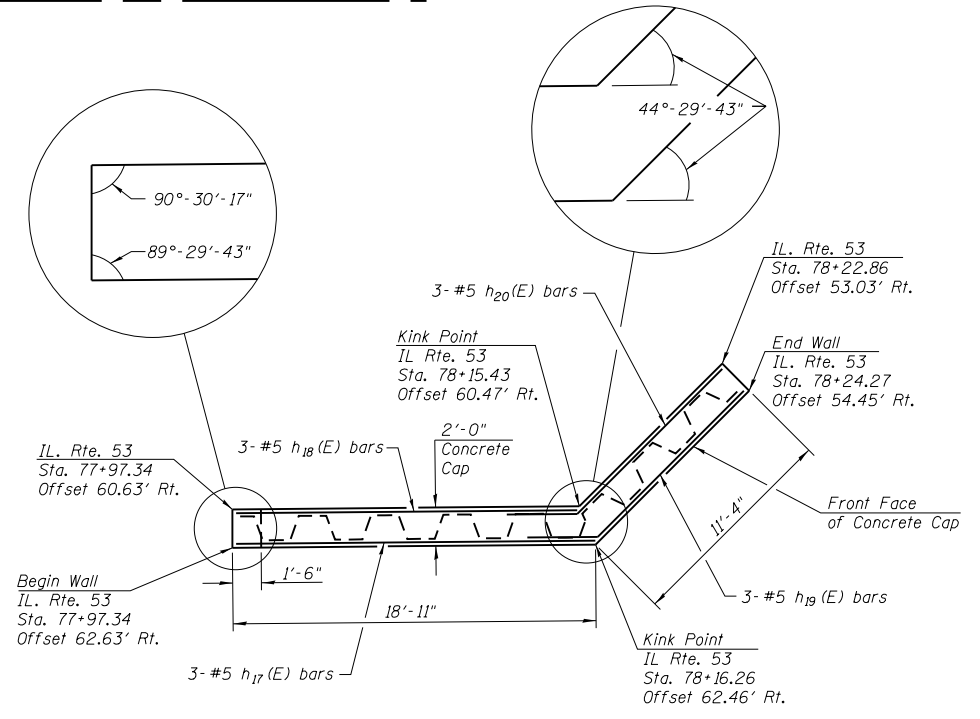 44°-29'-43"
90°-30'-17"
89°-29'-43"
IL. Rte. 53
Sta. 78+22.86
Offset 53.03' Rt.
3- #5 h20(E) bars
Kink Point
IL Rte. 53
Sta. 78+15.43
Offset 60.47' Rt.
End Wall
IL. Rte. 53
Sta. 78+24.27
Offset 54.45' Rt.
2'-0"
Concrete
Cap
3- #5 h18(E) bars
IL. Rte. 53
Sta. 77+97.34
Offset 60.63' Rt.
Front Face
of Concrete Cap
11'-4"
1'-6"
Begin Wall
IL. Rte. 53
Sta. 77+97.34
Offset 62.63' Rt.
18'-11"
3- #5 h19(E) bars
3- #5 h17(E) bars
Kink Point
IL Rte. 53
Sta. 78+16.26
Offset 62.46' Rt.